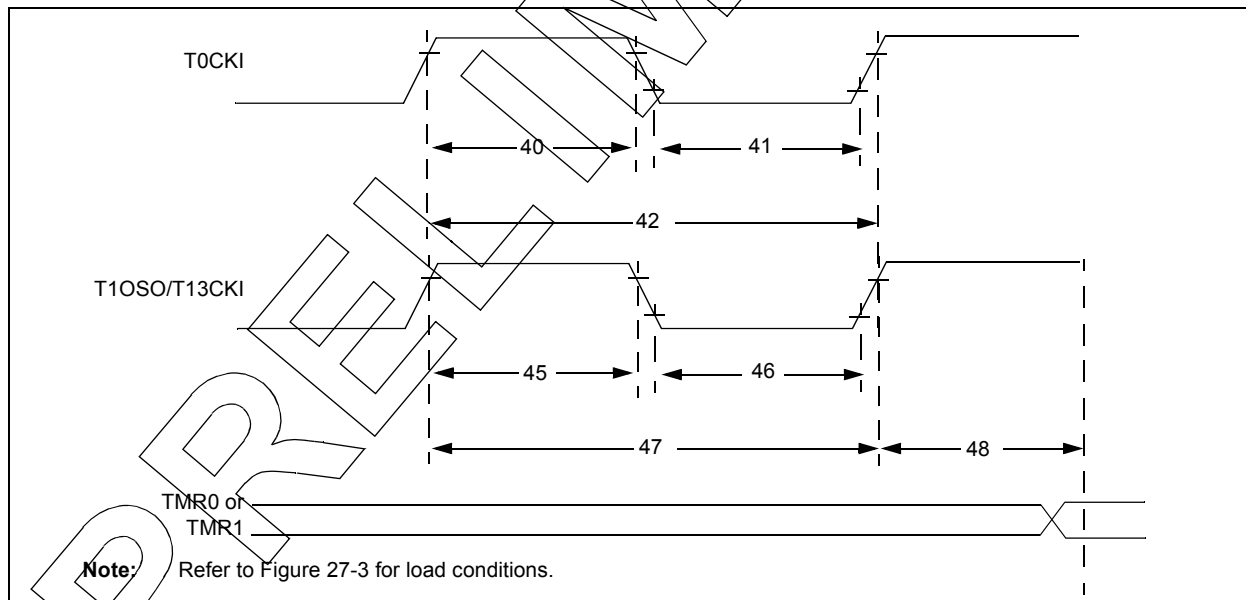 T0CKI
40
41
42
T1OSO/T13CKI
45
46
47
48
TMR0 or
TMR1
Note: Refer to Figure 27-3 for load conditions.
PRELIM